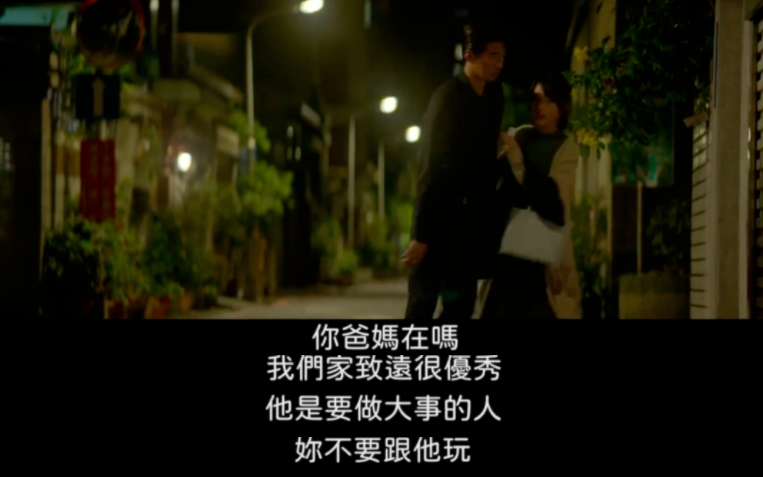 你爸媽在嗎
我們家致遠很優秀
他是要做大事的人
妳不要跟他玩